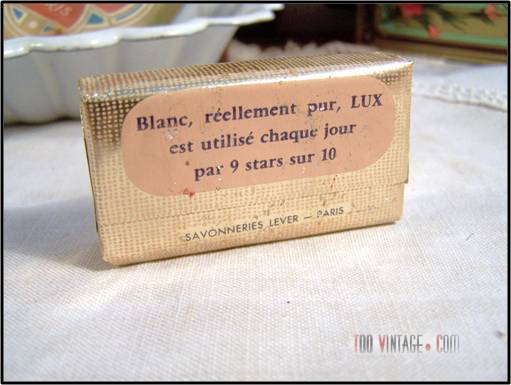 PARIS
Blanc, réellement pur, LUX
est utilisé chaque jour
par 9 stars sur 10
SAVONNERIES LEVER – PARIS
TOO VINTAGE.COM